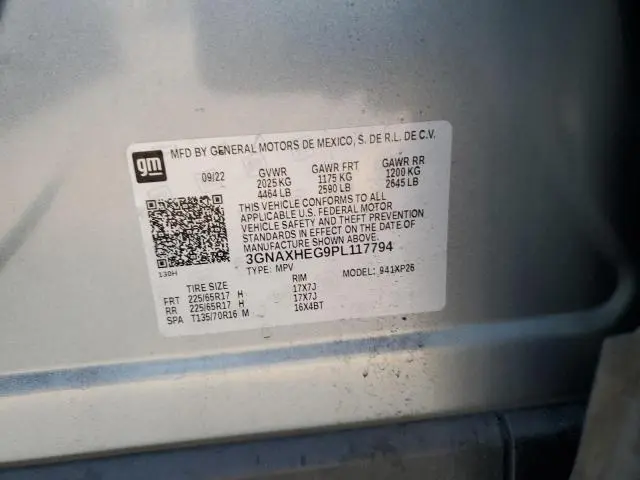 gm
MFD BY GENERAL MOTORS DE MEXICO, S. DE R.L. DE C.V.
09/22 GVWR GAWR FRT GAWR RR
2025 KG 1175 KG 1200 KG
4464 LB 2590 LB 2645 LB
THIS VEHICLE CONFORMS TO ALL
APPLICABLE U.S. FEDERAL MOTOR
VEHICLE SAFETY AND THEFT PREVENTION
STANDARDS IN EFFECT ON THE DATE OF
MANUFACTURE SHOWN ABOVE.
3GNAXHEG9PL117794
130H
TYPE: MPV MODEL: 941XP26
TIRE SIZE RIM
FRT 225/65R17 H 17X7J
RR 225/65R17 H 17X7J
SPA T135/70R16 M 16X4BT